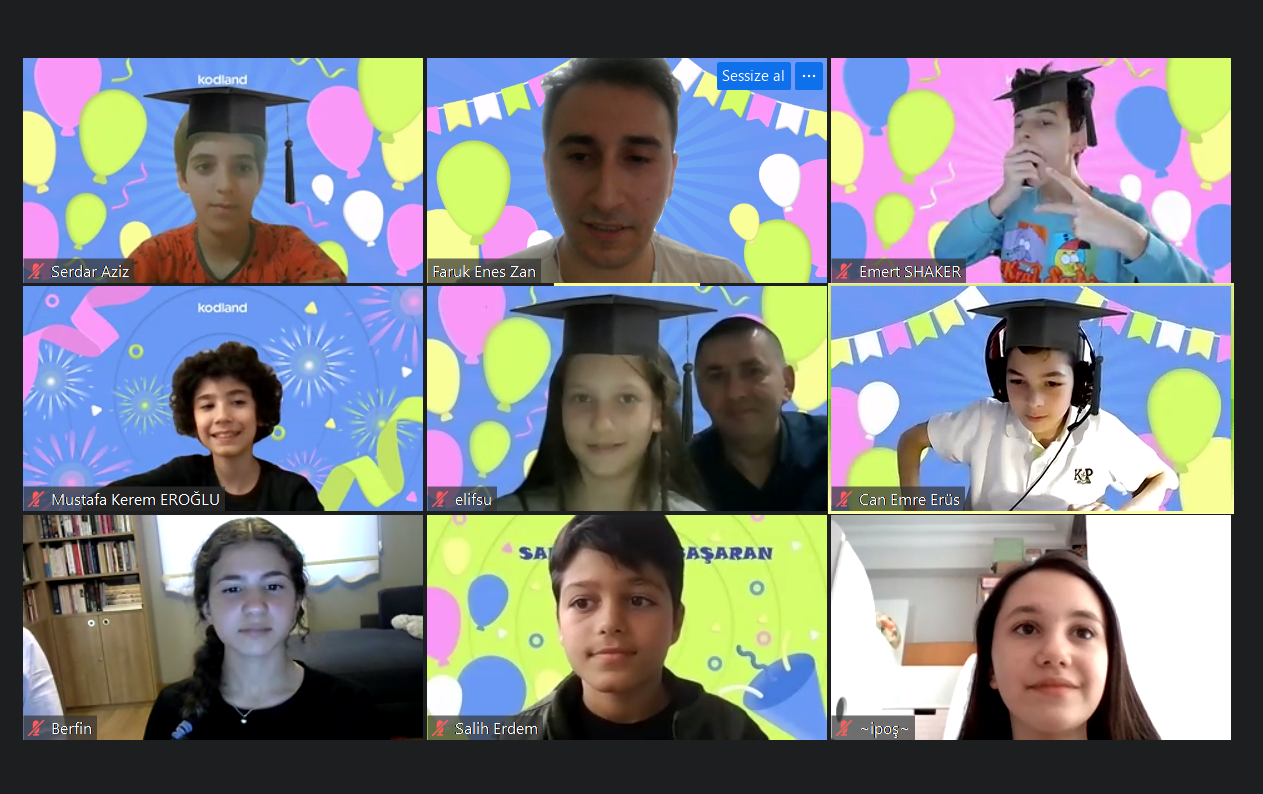 kodland
Serdar Aziz
Sessize al
Faruk Enes Zan
Emert SHAKER
kodland
Mustafa Kerem EROĞLU
elifsu
K&P
Can Emre Erüs
Berfin
Salih Erdem
~ipoş~